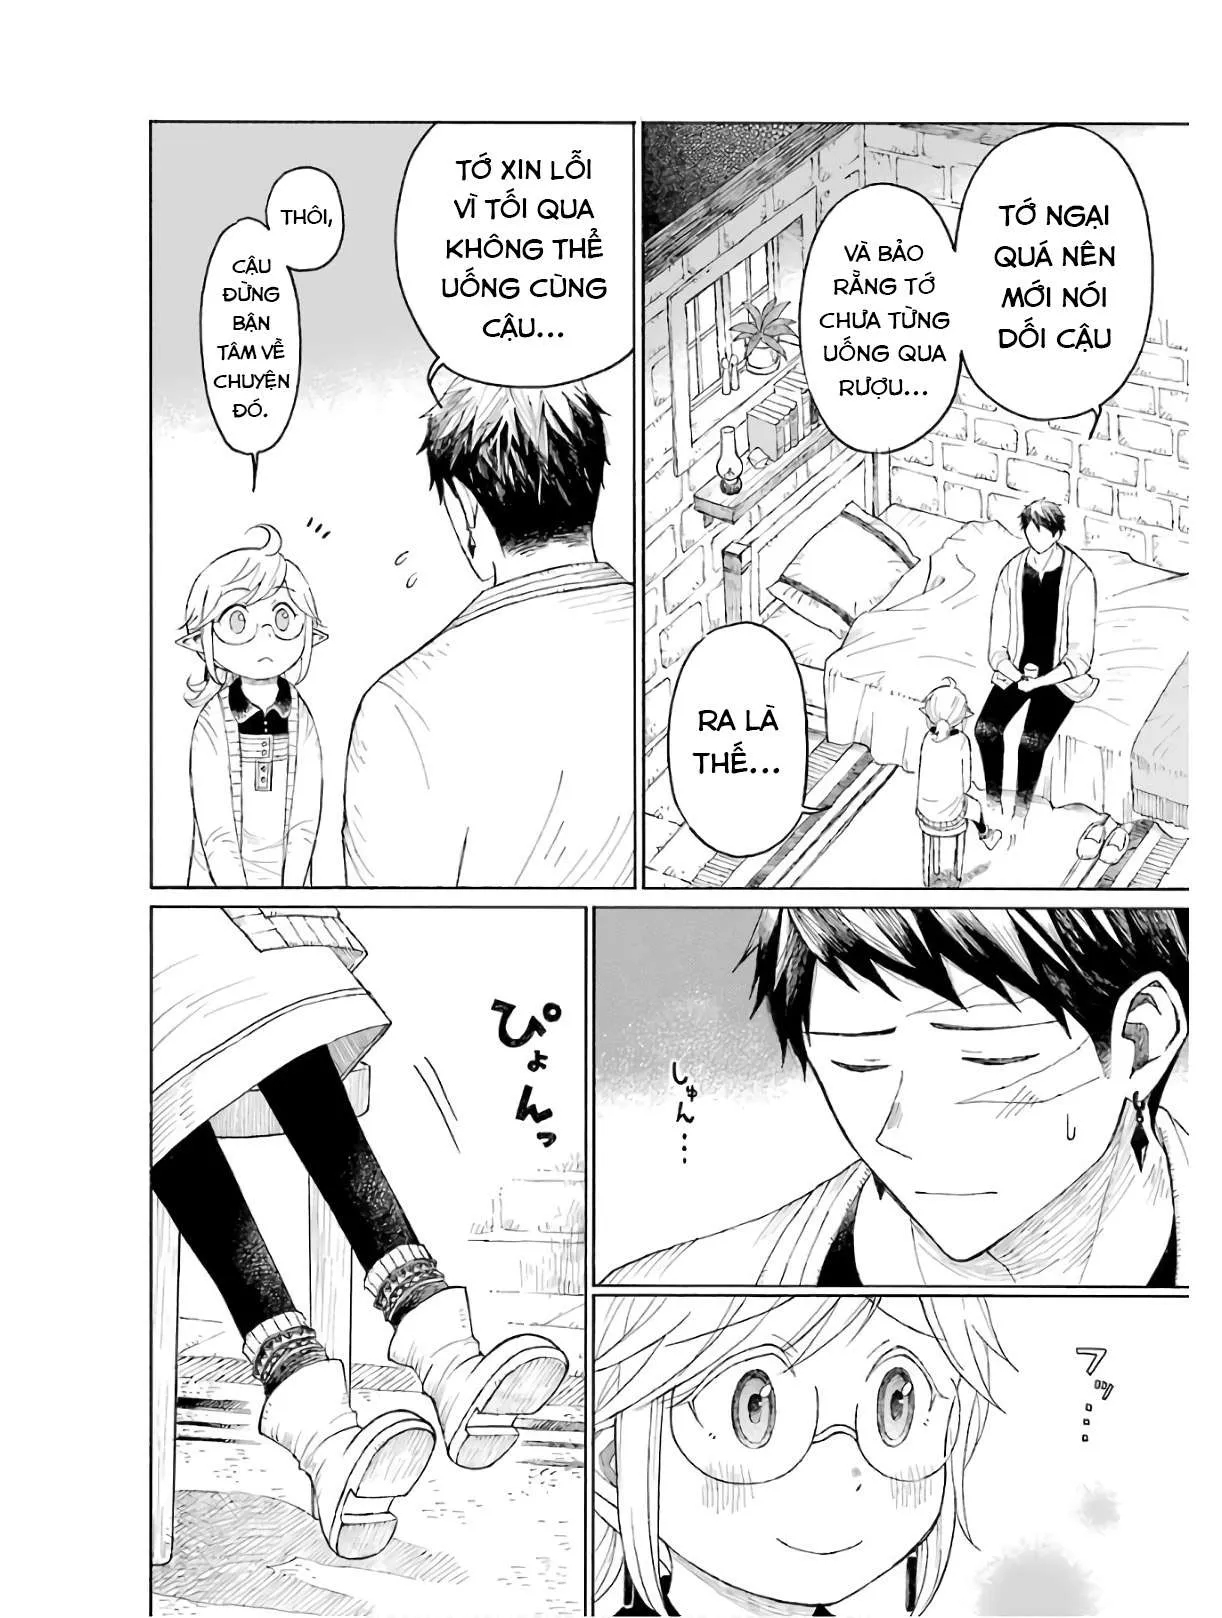 TỚ NGẠI
QUÁ NÊN
MỚI NÓI
DỐI CẬU
VÀ BẢO
RẰNG TỚ
CHƯA TỪNG
UỐNG QUA
RƯỢU...
RA LÀ
THẾ...
TỚ XIN LỖI
VÌ TỐI QUA
KHÔNG THỂ
UỐNG CÙNG
CẬU...
THÔI,
CẬU
ĐỪNG
BẬN
TÂM VỀ
CHUYỆN
ĐÓ.
しゅん...
フッ...
ぴょんっ